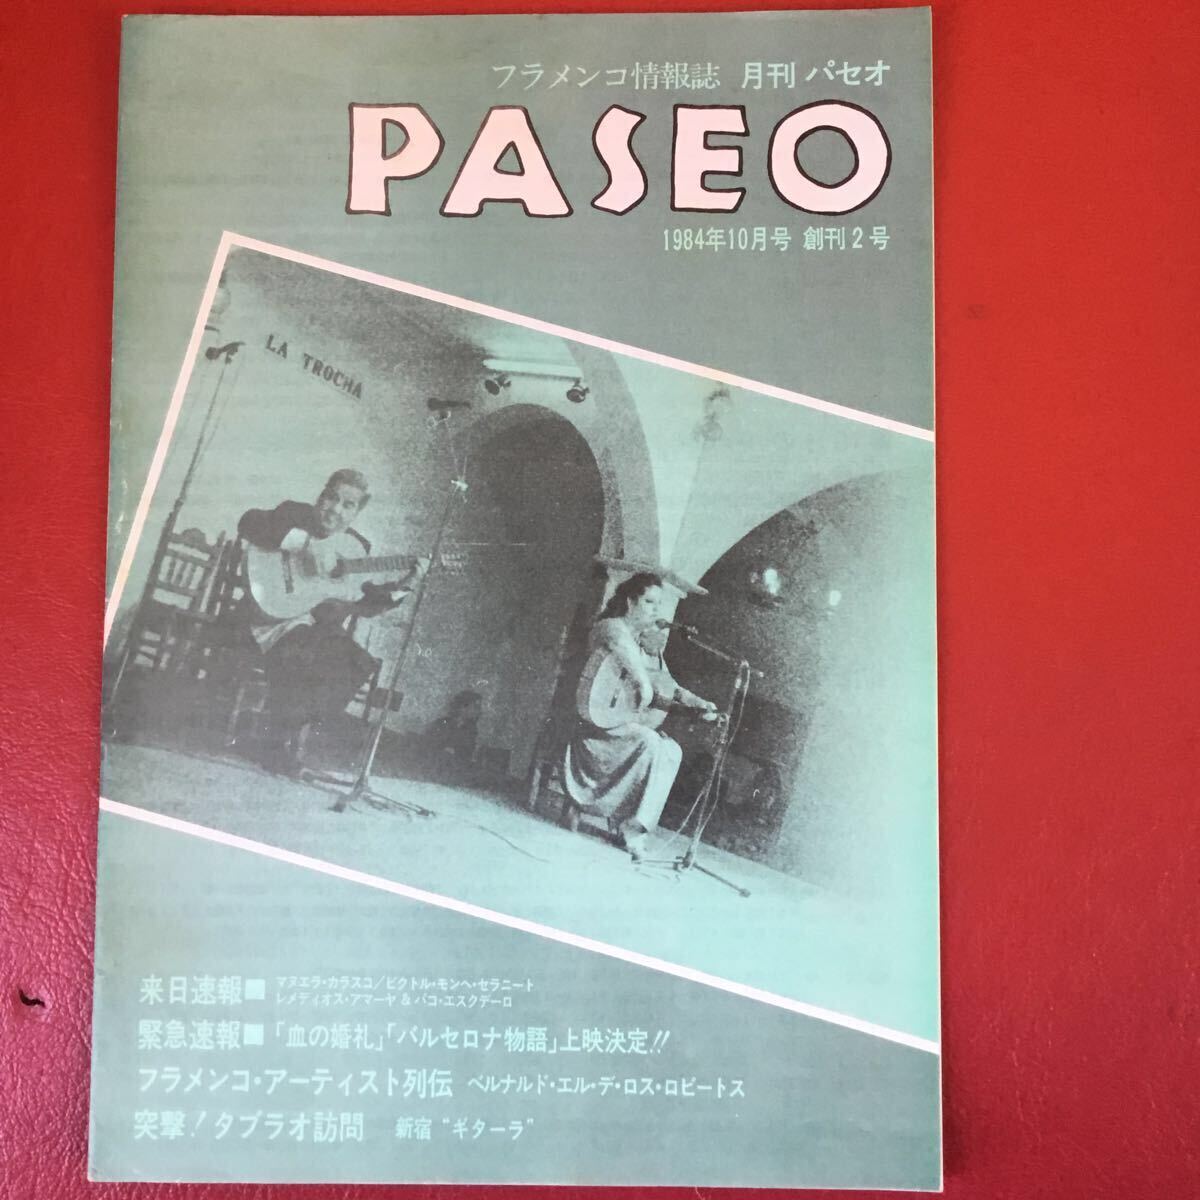 フラメンコ情報誌 月刊 パセオ
PASEO
1984年10月号 創刊2号
LA TROCHA
来日速報■ マヌエラ・カラスコ/ビクトル・モンヘ・セラニート
レメディオス・アマーヤ & パコ・エスクデーロ
緊急速報■「血の婚礼」「バルセロナ物語」上映決定!!
フラメンコ・アーティスト列伝 ベルナルド・エル・デ・ロス・ロビートス
突撃!タブラオ訪問 新宿 "ギターラ"